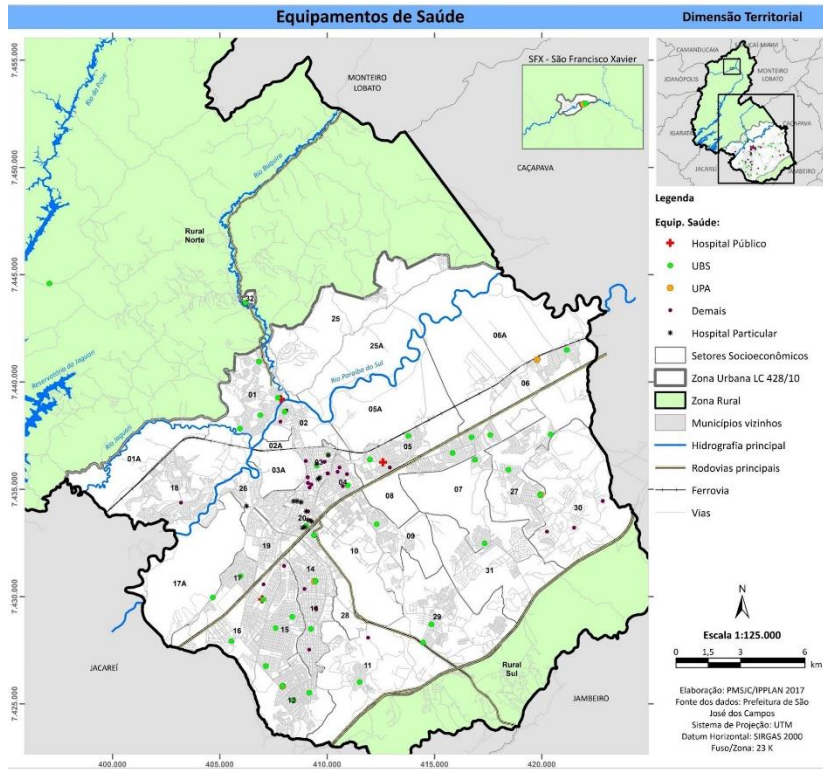 Equipamentos de Saúde
Dimensão Territorial
7.455.000
7.450.000
7.445.000
7.440.000
7.435.000
7.430.000
7.425.000
Rio do Peixe
MONTEIRO
LOBATO
SFX - São Francisco Xavier
Rio Buquira
CAÇAPAVA
Rural
Norte
32
25
25A
06A
Rio Paraíba do Sul
Reservatório do Jaguari
Rio Jaguari
01
02
05A
06
05
02A
03A
03
04
01A
18
26
20
08
07
27
30
19
10
09
17A
17
14
31
16
15
28
29
11
12
Rural
Sul
JACAREÍ
JAMBEIRO
400.000
405.000
410.000
415.000
420.000
CAMANDUCAIA
JOANÓPOLIS
MONTEIRO
LOBATO
CAÇAPAVA
IGARATÁ
JACAREÍ
JAMBEIRO
Legenda
Equip. Saúde:
Hospital Público
UBS
UPA
Demais
Hospital Particular
Setores Socioeconômicos
Zona Urbana LC 428/10
Zona Rural
Municípios vizinhos
Hidrografia principal
Rodovias principais
Ferrovia
Vias
N
Escala 1:125.000
0 1,5 3 6
km
Elaboração: PMSJC/IPPLAN 2017
Fonte dos dados: Prefeitura de São
José dos Campos
Sistema de Projeção: UTM
Datum Horizontal: SIRGAS 2000
Fuso/Zona: 23 K